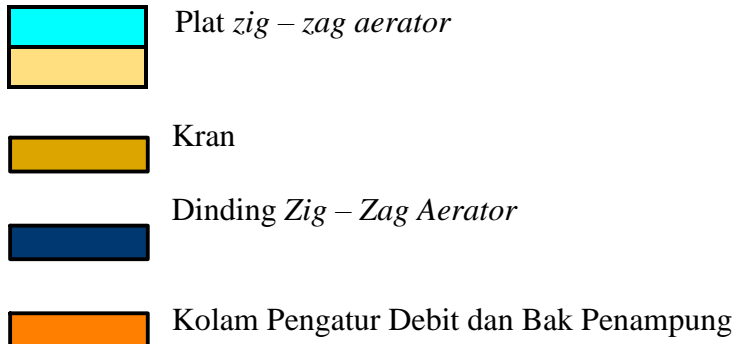 Plat zig – zag aerator
Kran
Dinding Zig – Zag Aerator
Kolam Pengatur Debit dan Bak Penampung